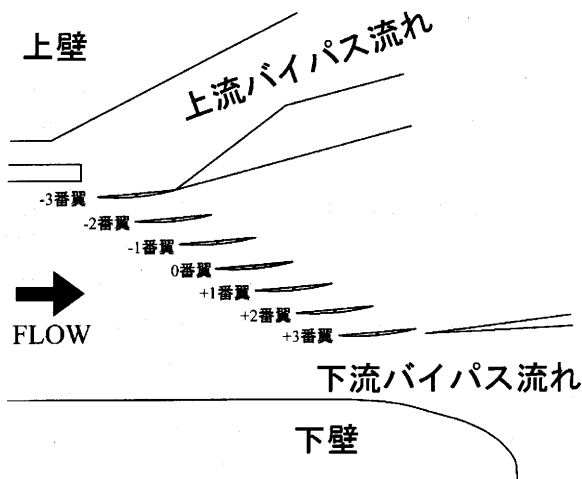 上壁
上流バイパス流れ
-3番翼
-2番翼
-1番翼
0番翼
+1番翼
+2番翼
+3番翼
FLOW
下流バイパス流れ
下壁